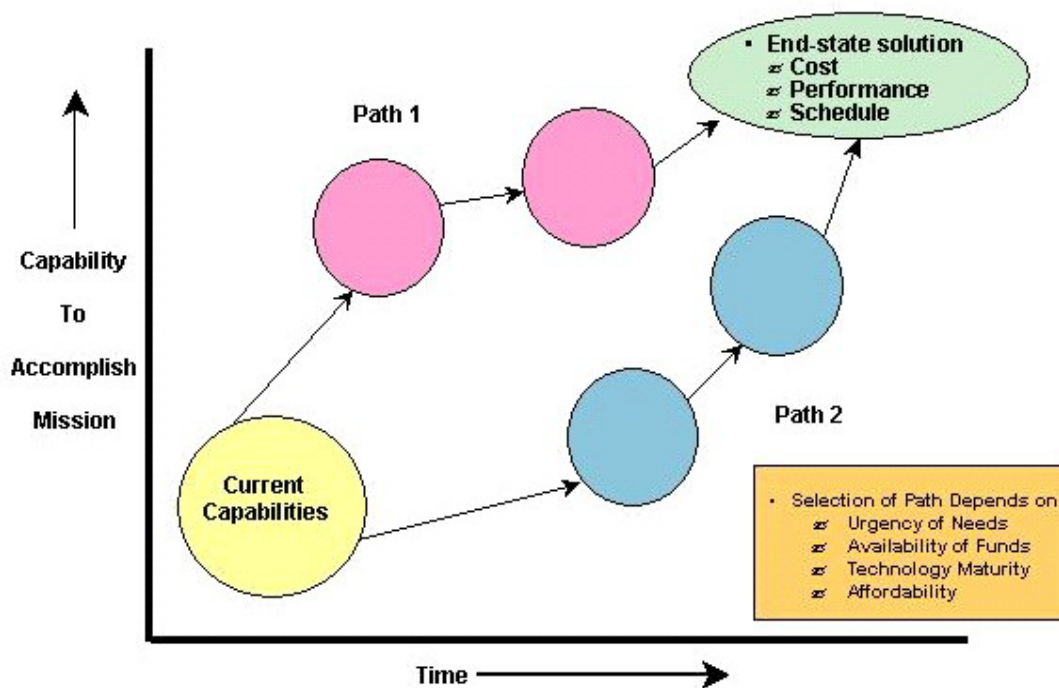 • End-state solution
Cost
Performance
Schedule
Path 1
Capability
To
Accomplish
Mission
Path 2
Current
Capabilities
• Selection of Path Depends on
Urgency of Needs
Availability of Funds
Technology Maturity
Affordability
Time